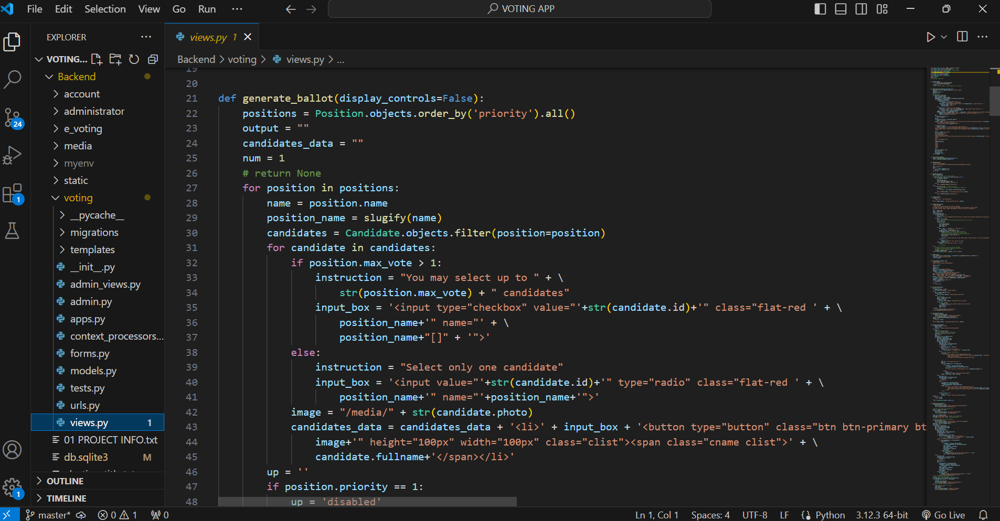 File Edit Selection View Go Run ···
VOTING APP
EXPLORER ···
VOTING...
Backend
account
administrator
e_voting
media
myenv
static
voting
__pycache__
migrations
templates
__init__.py
admin_views.py
admin.py
apps.py
context_processors...
forms.py
models.py
tests.py
urls.py
views.py 1
01 PROJECT INFO.txt
db.sqlite3 M
OUTLINE
TIMELINE
24
1
1
views.py 1
Backend > voting > views.py > ...
19
20
21 def generate_ballot(display_controls=False):
22 positions = Position.objects.order_by('priority').all()
23 output = ""
24 candidates_data = ""
25 num = 1
26 # return None
27 for position in positions:
28 name = position.name
29 position_name = slugify(name)
30 candidates = Candidate.objects.filter(position=position)
31 for candidate in candidates:
32 if position.max_vote > 1:
33 instruction = "You may select up to " + \
34 str(position.max_vote) + " candidates"
35 input_box = '<input type="checkbox" value="'+str(candidate.id)+'" class="flat-red ' + \
36 position_name+'" name="' + \
37 position_name+"[]" + '">'
38 else:
39 instruction = "Select only one candidate"
40 input_box = '<input value="'+str(candidate.id)+'" type="radio" class="flat-red ' + \
41 position_name+'" name="'+position_name+'">'
42 image = "/media/" + str(candidate.photo)
43 candidates_data = candidates_data + '<li>' + input_box + '<button type="button" class="btn btn-primary bt
44 image+'" height="100px" width="100px" class="clist"><span class="cname clist">' + \
45 candidate.fullname+'</span></li>'
46 up = ''
47 if position.priority == 1:
48 up = 'disabled'
master* 0 1 0
Ln 1, Col 1 Spaces: 4 UTF-8 LF Python 3.12.3 64-bit Go Live